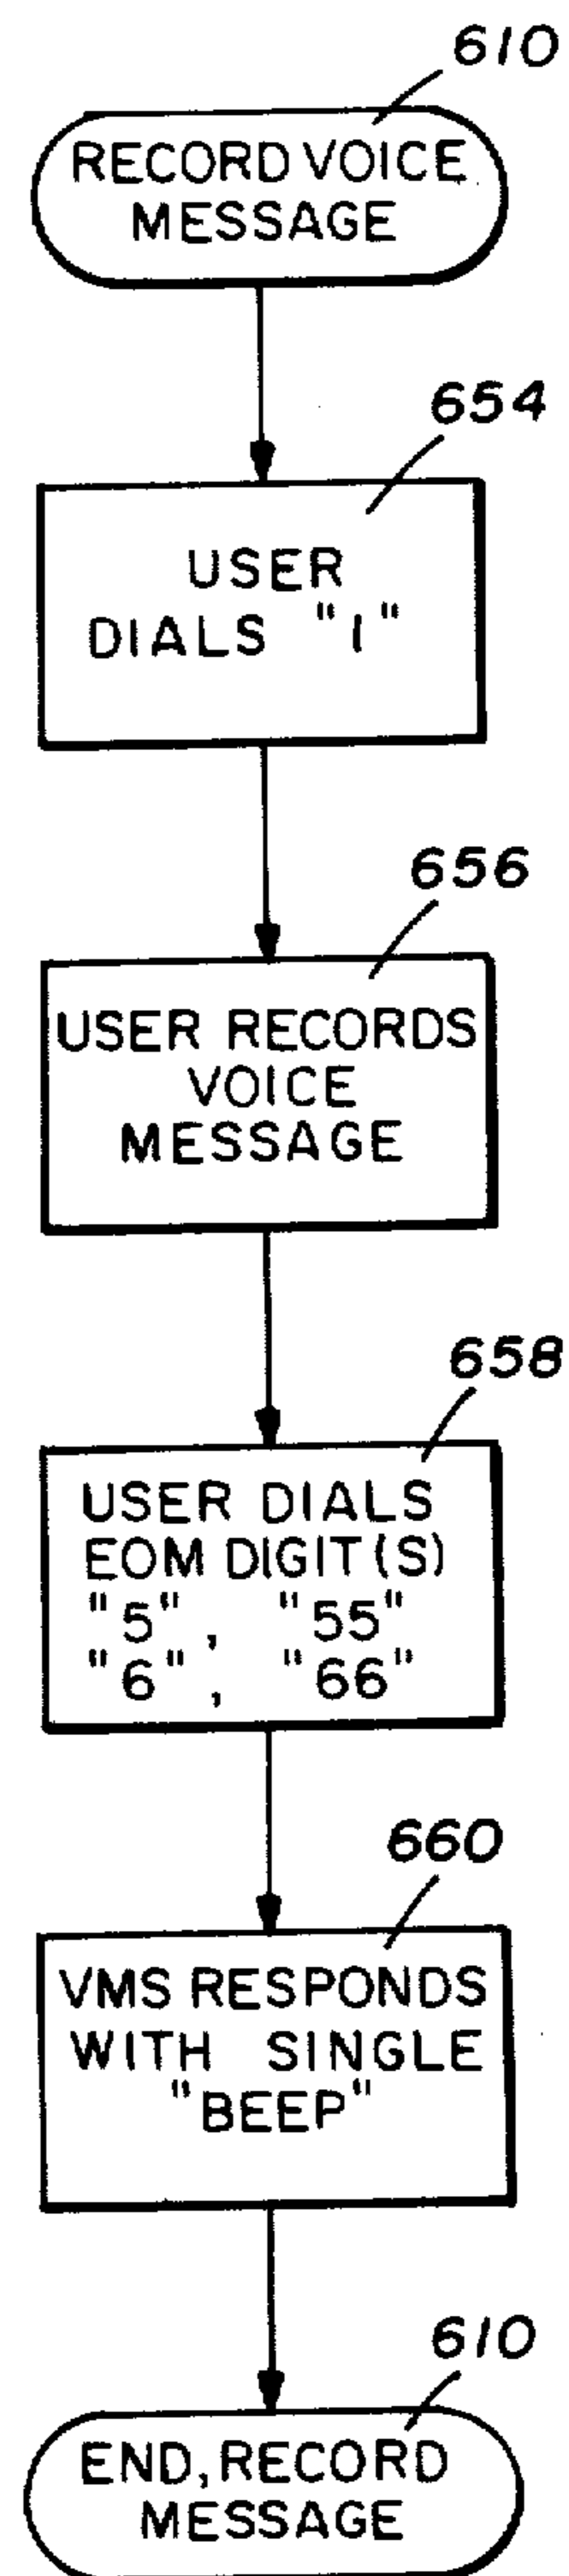 610
RECORD VOICE
MESSAGE
654
USER
DIALS "1"
656
USER RECORDS
VOICE
MESSAGE
658
USER DIALS
EOM DIGIT(S)
"5", "55"
"6", "66"
660
VMS RESPONDS
WITH SINGLE
"BEEP"
610
END, RECORD
MESSAGE